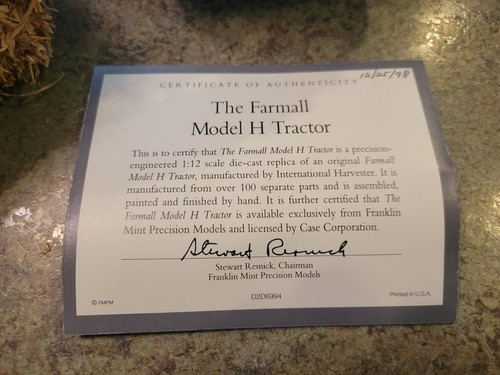 12/25/98
CERTIFICATE OF AUTHENTICITY
The Farmall
Model H Tractor
This is to certify that The Farmall Model H Tractor is a precision-
engineered 1:12 scale die-cast replica of an original Farmall
Model H Tractor, manufactured by International Harvester. It is
manufactured from over 100 separate parts and is assembled,
painted and finished by hand. It is further certified that The
Farmall Model H Tractor is available exclusively from Franklin
Mint Precision Models and licensed by Case Corporation.
Stewart Resnick
Stewart Resnick, Chairman
Franklin Mint Precision Models
© FMPM
D2D6994
Printed in U.S.A.